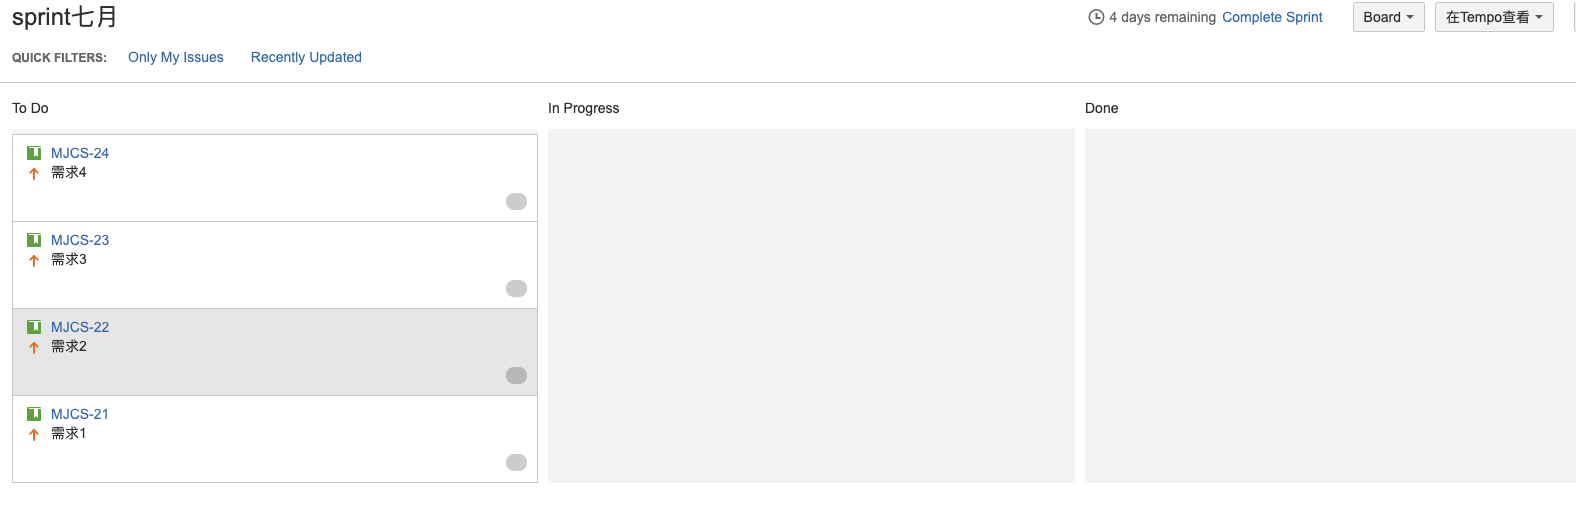 sprint七月
4 days remaining Complete Sprint
Board
在Tempo查看
QUICK FILTERS: Only My Issues Recently Updated
To Do
In Progress
Done
MJCS-24
需求4
MJCS-23
需求3
MJCS-22
需求2
MJCS-21
需求1